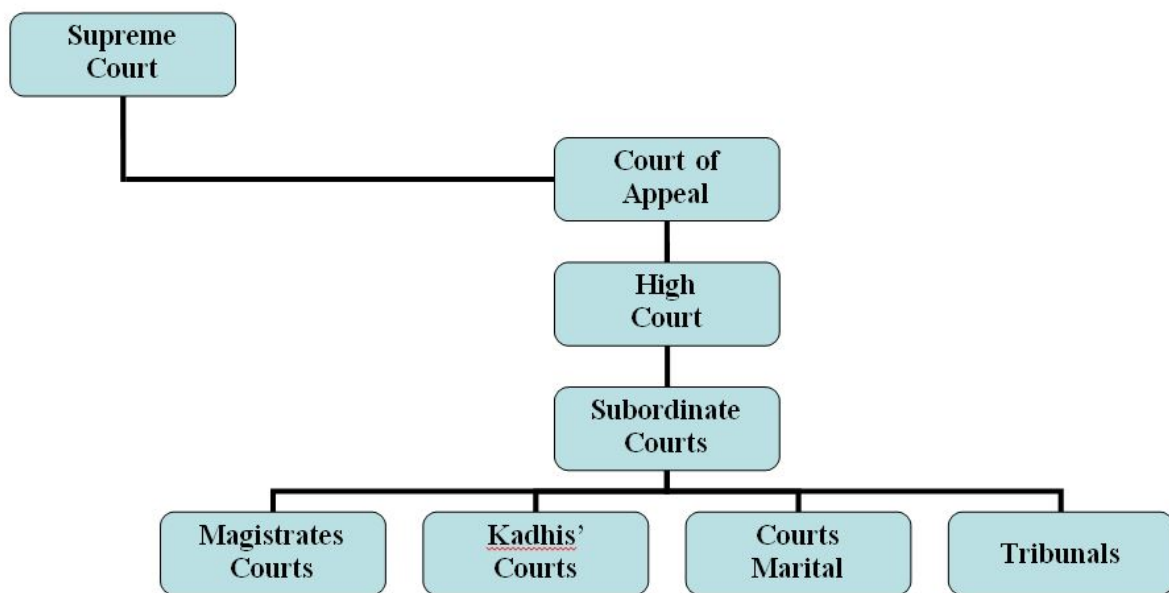 Supreme
Court
Court of
Appeal
High
Court
Subordinate
Courts
Magistrates
Courts
Kadhis’
Courts
Courts
Marital
Tribunals